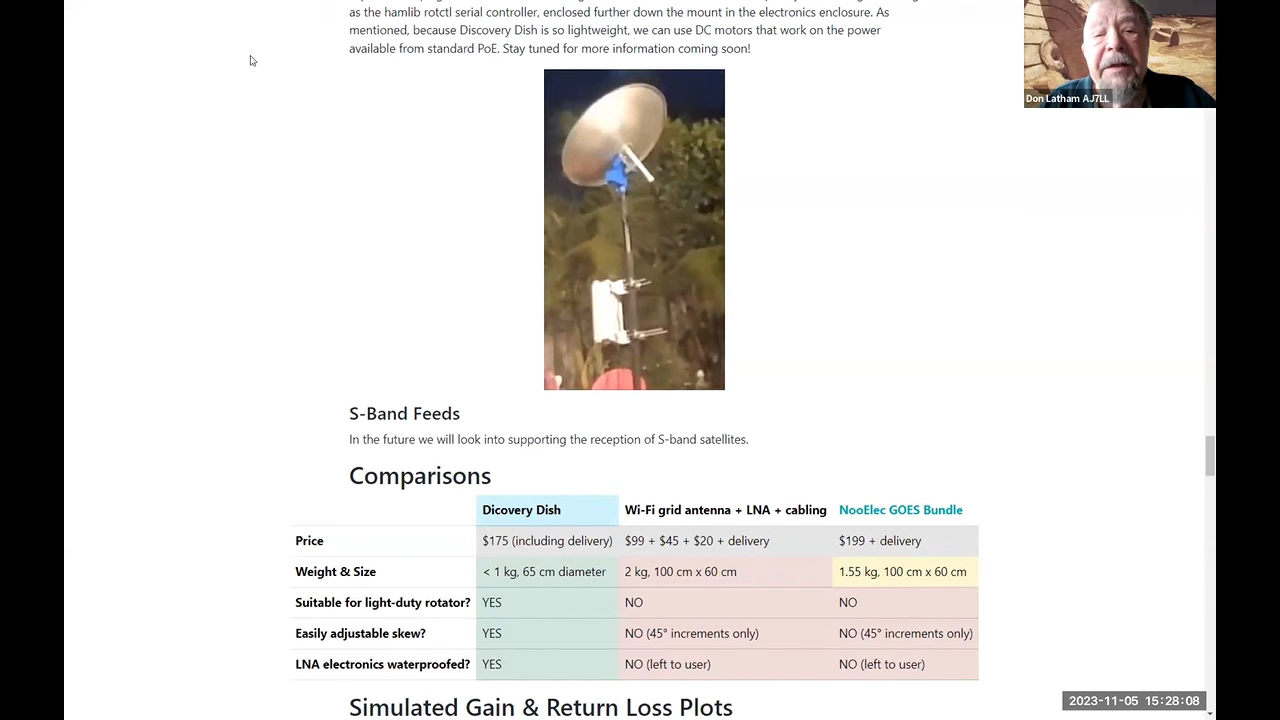 as the hamlib rotctl serial controller, enclosed further down the mount in the electronics enclosure. As
mentioned, because Discovery Dish is so lightweight, we can use DC motors that work on the power
available from standard PoE. Stay tuned for more information coming soon!
Don Latham AJ7LL
S-Band Feeds
In the future we will look into supporting the reception of S-band satellites.
Comparisons
Dicovery Dish Wi-Fi grid antenna + LNA + cabling NooElec GOES Bundle
Price $175 (including delivery) $99 + $45 + $20 + delivery $199 + delivery
Weight & Size < 1 kg, 65 cm diameter 2 kg, 100 cm x 60 cm 1.55 kg, 100 cm x 60 cm
Suitable for light-duty rotator? YES NO NO
Easily adjustable skew? YES NO (45° increments only) NO (45° increments only)
LNA electronics waterproofed? YES NO (left to user) NO (left to user)
Simulated Gain & Return Loss Plots
2023-11-05 15:28:08